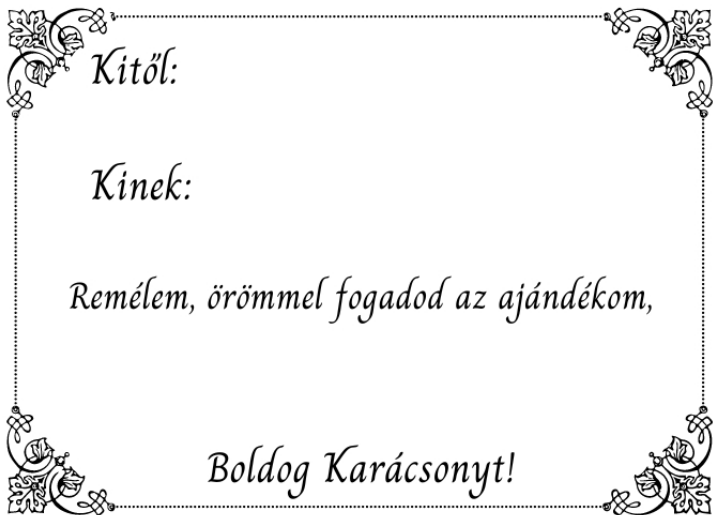 Kitől:
Kinek:
Remélem, örömmel fogadod az ajándékom,
Boldog Karácsonyt!